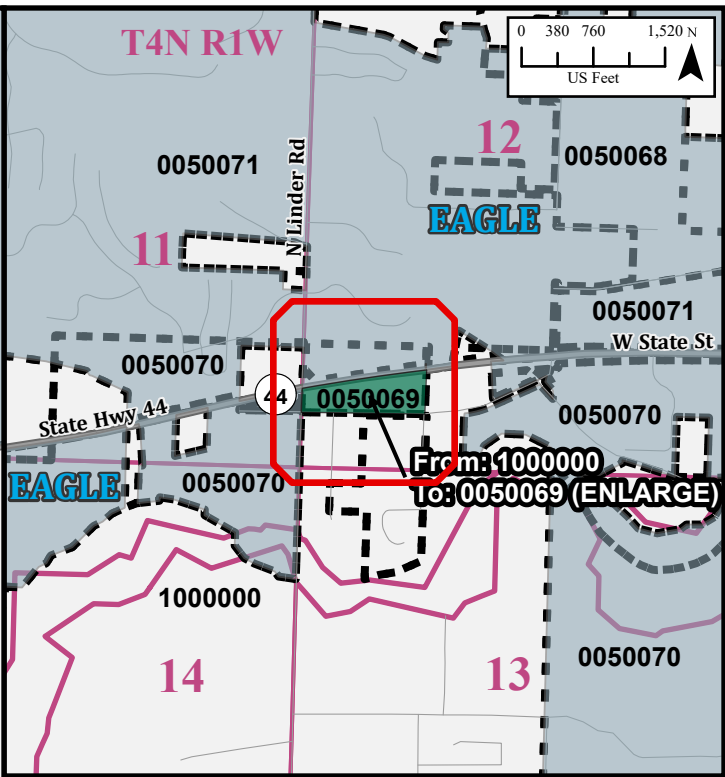 T4N R1W
0 380 760 1,520 N
US Feet
12
0050071
0050068
N Linder Rd
EAGLE
11
0050071
W State St
0050070
44
0050069
State Hwy 44
0050070
From: 1000000
To: 0050069 (ENLARGE)
EAGLE
0050070
1000000
14
13
0050070